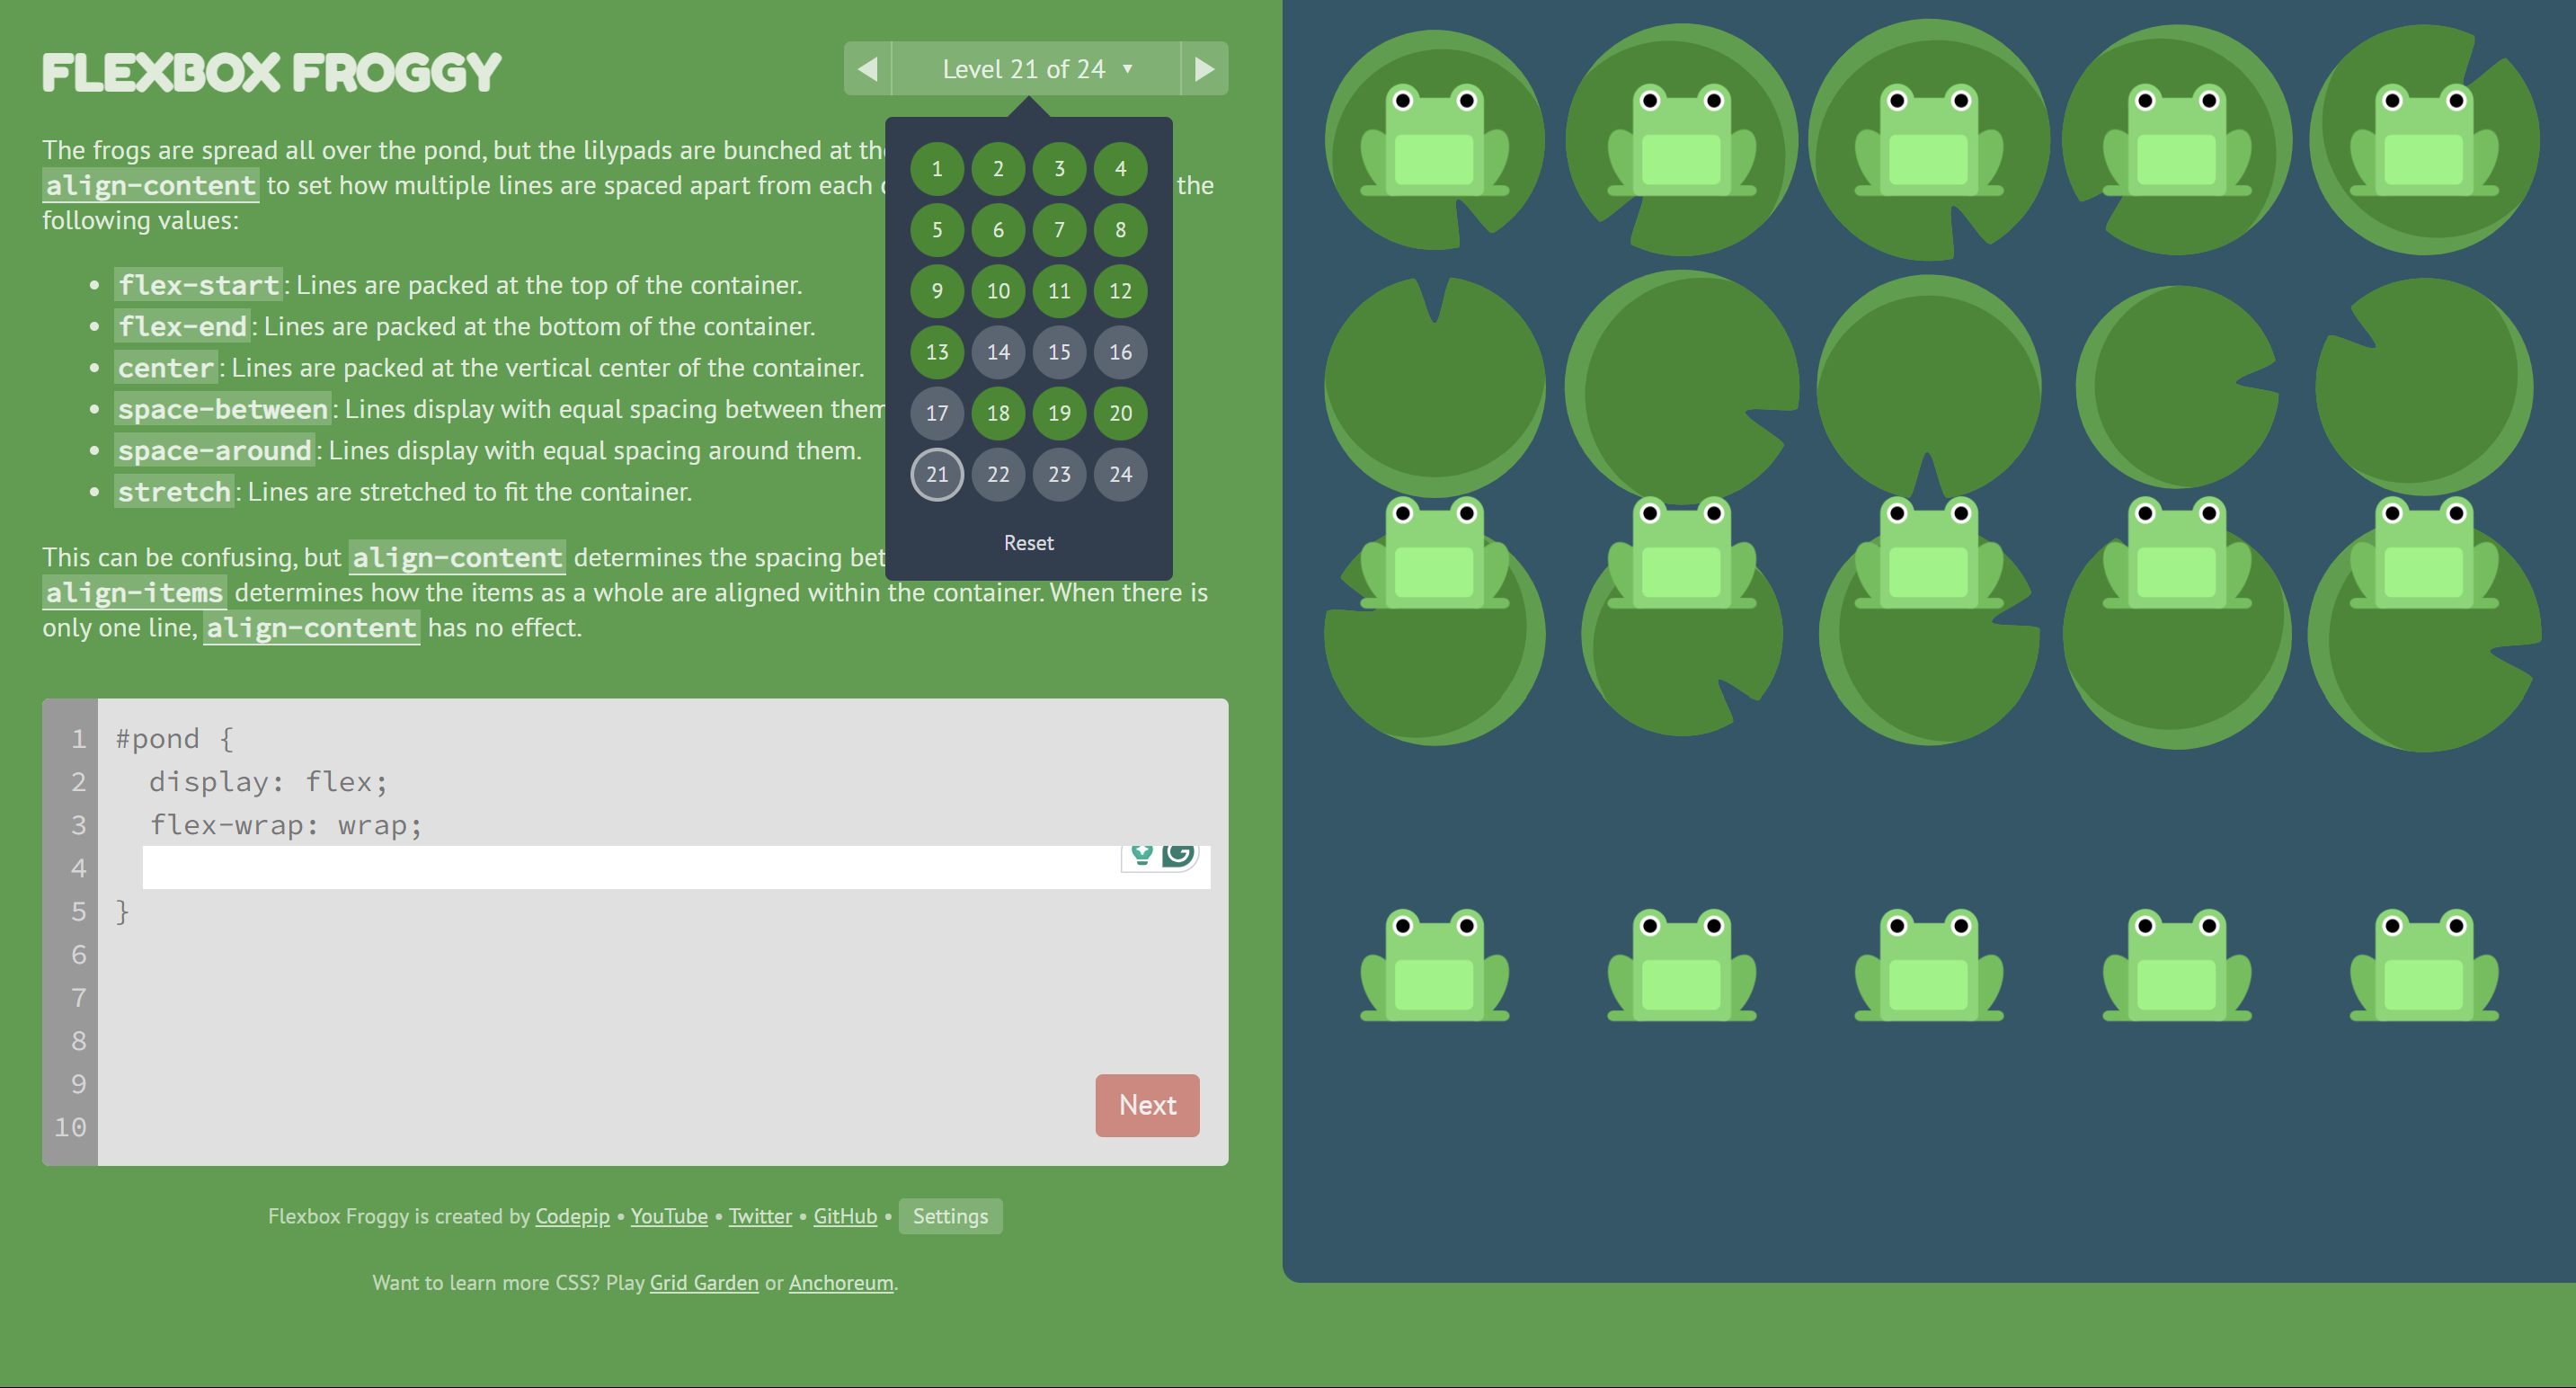 FLEXBOX FROGGY
Level 21 of 24 ▼
The frogs are spread all over the pond, but the lilypads are bunched at
align-content to set how multiple lines are spaced apart from each the
following values:
• flex-start: Lines are packed at the top of the container.
• flex-end: Lines are packed at the bottom of the container.
• center: Lines are packed at the vertical center of the container.
• space-between: Lines display with equal spacing between them
• space-around: Lines display with equal spacing around them.
• stretch: Lines are stretched to fit the container.
This can be confusing, but align-content determines the spacing
align-items determines how the items as a whole are aligned within the container. When there is
only one line, align-content has no effect.
1 2 3 4
5 6 7 8
9 10 11 12
13 14 15 16
17 18 19 20
21 22 23 24
Reset
1 #pond {
2 display: flex;
3 flex-wrap: wrap;
4
5 }
6
7
8
9
10
Next
Flexbox Froggy is created by Codepip • YouTube • Twitter • GitHub • Settings
Want to learn more CSS? Play Grid Garden or Anchoreum.